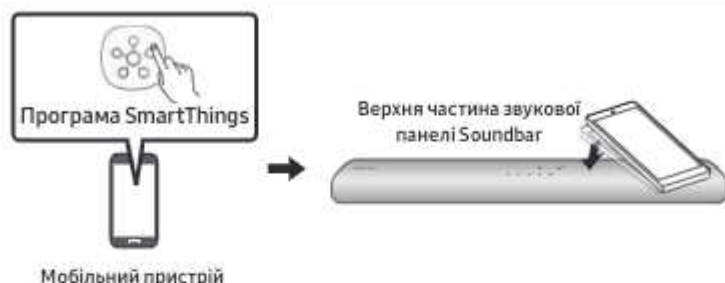 Програма SmartThings
Верхня частина звукової
панелі Soundbar
Мобільний пристрій